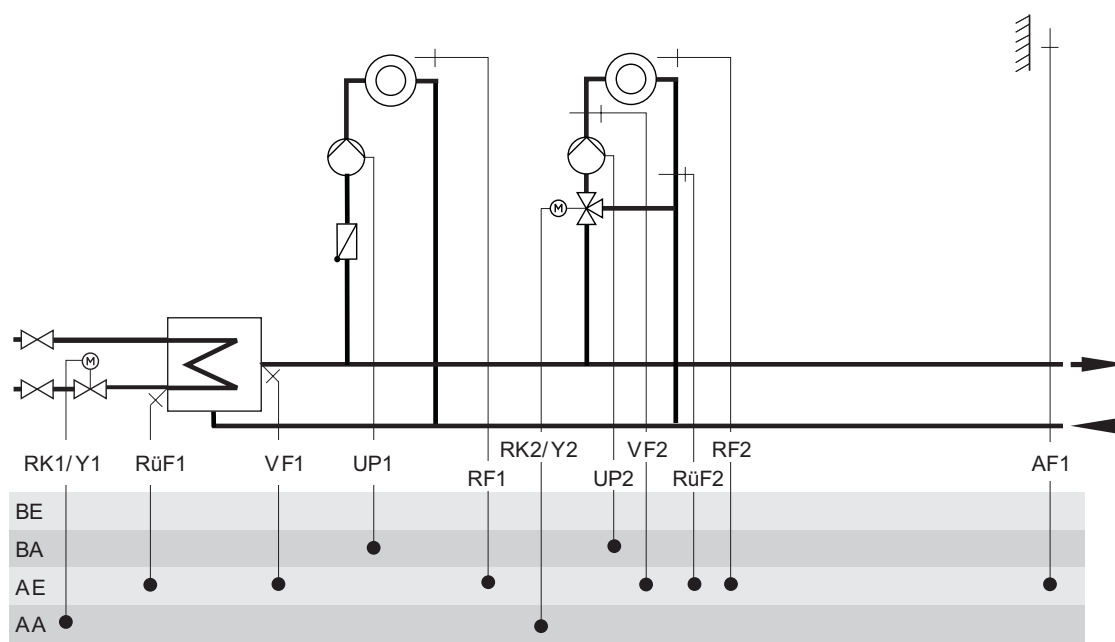 M
M
RK1/Y1 RüF1 VF1 UP1 RF1 RK2/Y2 UP2 VF2 RüF2 RF2 AF1
BE
BA
AE
AA